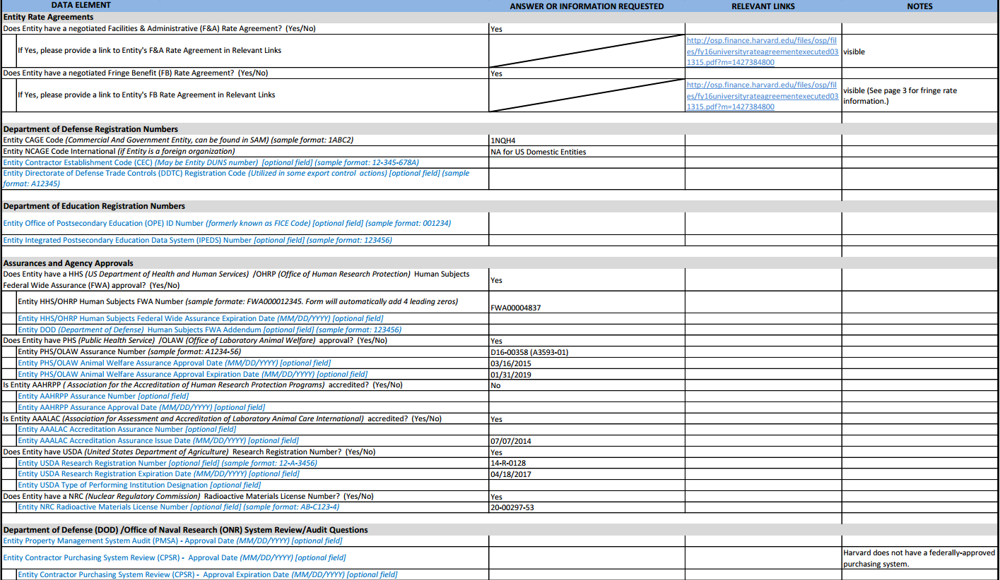 DATA ELEMENT ANSWER OR INFORMATION REQUESTED RELEVANT LINKS NOTES
Entity Rate Agreements
Does Entity have a negotiated Facilities & Administrative (F&A) Rate Agreement? (Yes/No) Yes
If Yes, please provide a link to Entity's F&A Rate Agreement in Relevant Links
http://osp.finance.harvard.edu/files/osp/fil
es/fy16universityrateagreementexecuted03
1315.pdf?m=1427384800
visible
Does Entity have a negotiated Fringe Benefit (FB) Rate Agreement? (Yes/No) Yes
If Yes, please provide a link to Entity's FB Rate Agreement in Relevant Links
http://osp.finance.harvard.edu/files/osp/fil
es/fy16universityrateagreementexecuted03
1315.pdf?m=1427384800
visible (See page 3 for fringe rate
information.)
Department of Defense Registration Numbers
Entity CAGE Code (Commercial And Government Entity, can be found in SAM) (sample format: 1ABC2) 1NQH4
Entity NCAGE Code International (if Entity is a foreign organization) NA for US Domestic Entities
Entity Contractor Establishment Code (CEC) (May be Entity DUNS number) [optional field] (sample format: 12-345-678A)
Entity Directorate of Defense Trade Controls (DDTC) Registration Code (Utilized in some export control actions) [optional field] (sample
format: A12345)
Department of Education Registration Numbers
Entity Office of Postsecondary Education (OPE) ID Number (formerly known as FICE Code) [optional field] (sample format: 001234)
Entity Integrated Postsecondary Education Data System (IPEDS) Number [optional field] (sample format: 123456)
Assurances and Agency Approvals
Does Entity have a HHS (US Department of Health and Human Services) /OHRP (Office of Human Research Protection) Human Subjects
Federal Wide Assurance (FWA) approval? (Yes/No) Yes
Entity HHS/OHRP Human Subjects FWA Number (sample formate: FWA000012345. Form will automatically add 4 leading zeros)
FWA00004837
Entity HHS/OHRP Human Subjects Federal Wide Assurance Expiration Date (MM/DD/YYYY) [optional field]
Entity DOD (Department of Defense) Human Subjects FWA Addendum [optional field] (sample format: 123456)
Does Entity have PHS (Public Health Service) /OLAW (Office of Laboratory Animal Welfare) approval? (Yes/No) Yes
Entity PHS/OLAW Assurance Number (sample format: A1234-56) D16-00358 (A3593-01)
Entity PHS/OLAW Animal Welfare Assurance Approval Date (MM/DD/YYYY) [optional field] 03/16/2015
Entity PHS/OLAW Animal Welfare Assurance Approval Expiration Date (MM/DD/YYYY) [optional field] 01/31/2019
Is Entity AAHRPP ( Association for the Accreditation of Human Research Protection Programs) accredited? (Yes/No) No
Entity AAHRPP Assurance Number [optional field]
Entity AAHRPP Assurance Approval Date (MM/DD/YYYY) [optional field]
Is Entity AAALAC (Association for Assessment and Accreditation of Laboratory Animal Care International) accredited? (Yes/No) Yes
Entity AAALAC Accreditation Assurance Number [optional field]
Entity AAALAC Accreditation Assurance Issue Date (MM/DD/YYYY) [optional field] 07/07/2014
Does Entity have USDA (United States Department of Agriculture) Research Registration Number? (Yes/No) Yes
Entity USDA Research Registration Number [optional field] (sample format: 12-A-3456) 14-R-0128
Entity USDA Research Registration Expiration Date (MM/DD/YYYY) [optional field] 04/18/2017
Entity USDA Type of Performing Institution Designation [optional field]
Does Entity have a NRC (Nuclear Regulatory Commission) Radioactive Materials License Number? (Yes/No) Yes
Entity NRC Radioactive Materials License Number [optional field] (sample format: AB-C123-4) 20-00297-53
Department of Defense (DOD) /Office of Naval Research (ONR) System Review/Audit Questions
Entity Property Management System Audit (PMSA) - Approval Date (MM/DD/YYYY) [optional field]
Entity Contractor Purchasing System Review (CPSR) - Approval Date (MM/DD/YYYY) [optional field]
Harvard does not have a federally-approved
purchasing system.
Entity Contractor Purchasing System Review (CPSR) - Approval Expiration Date (MM/DD/YYYY) [optional field]